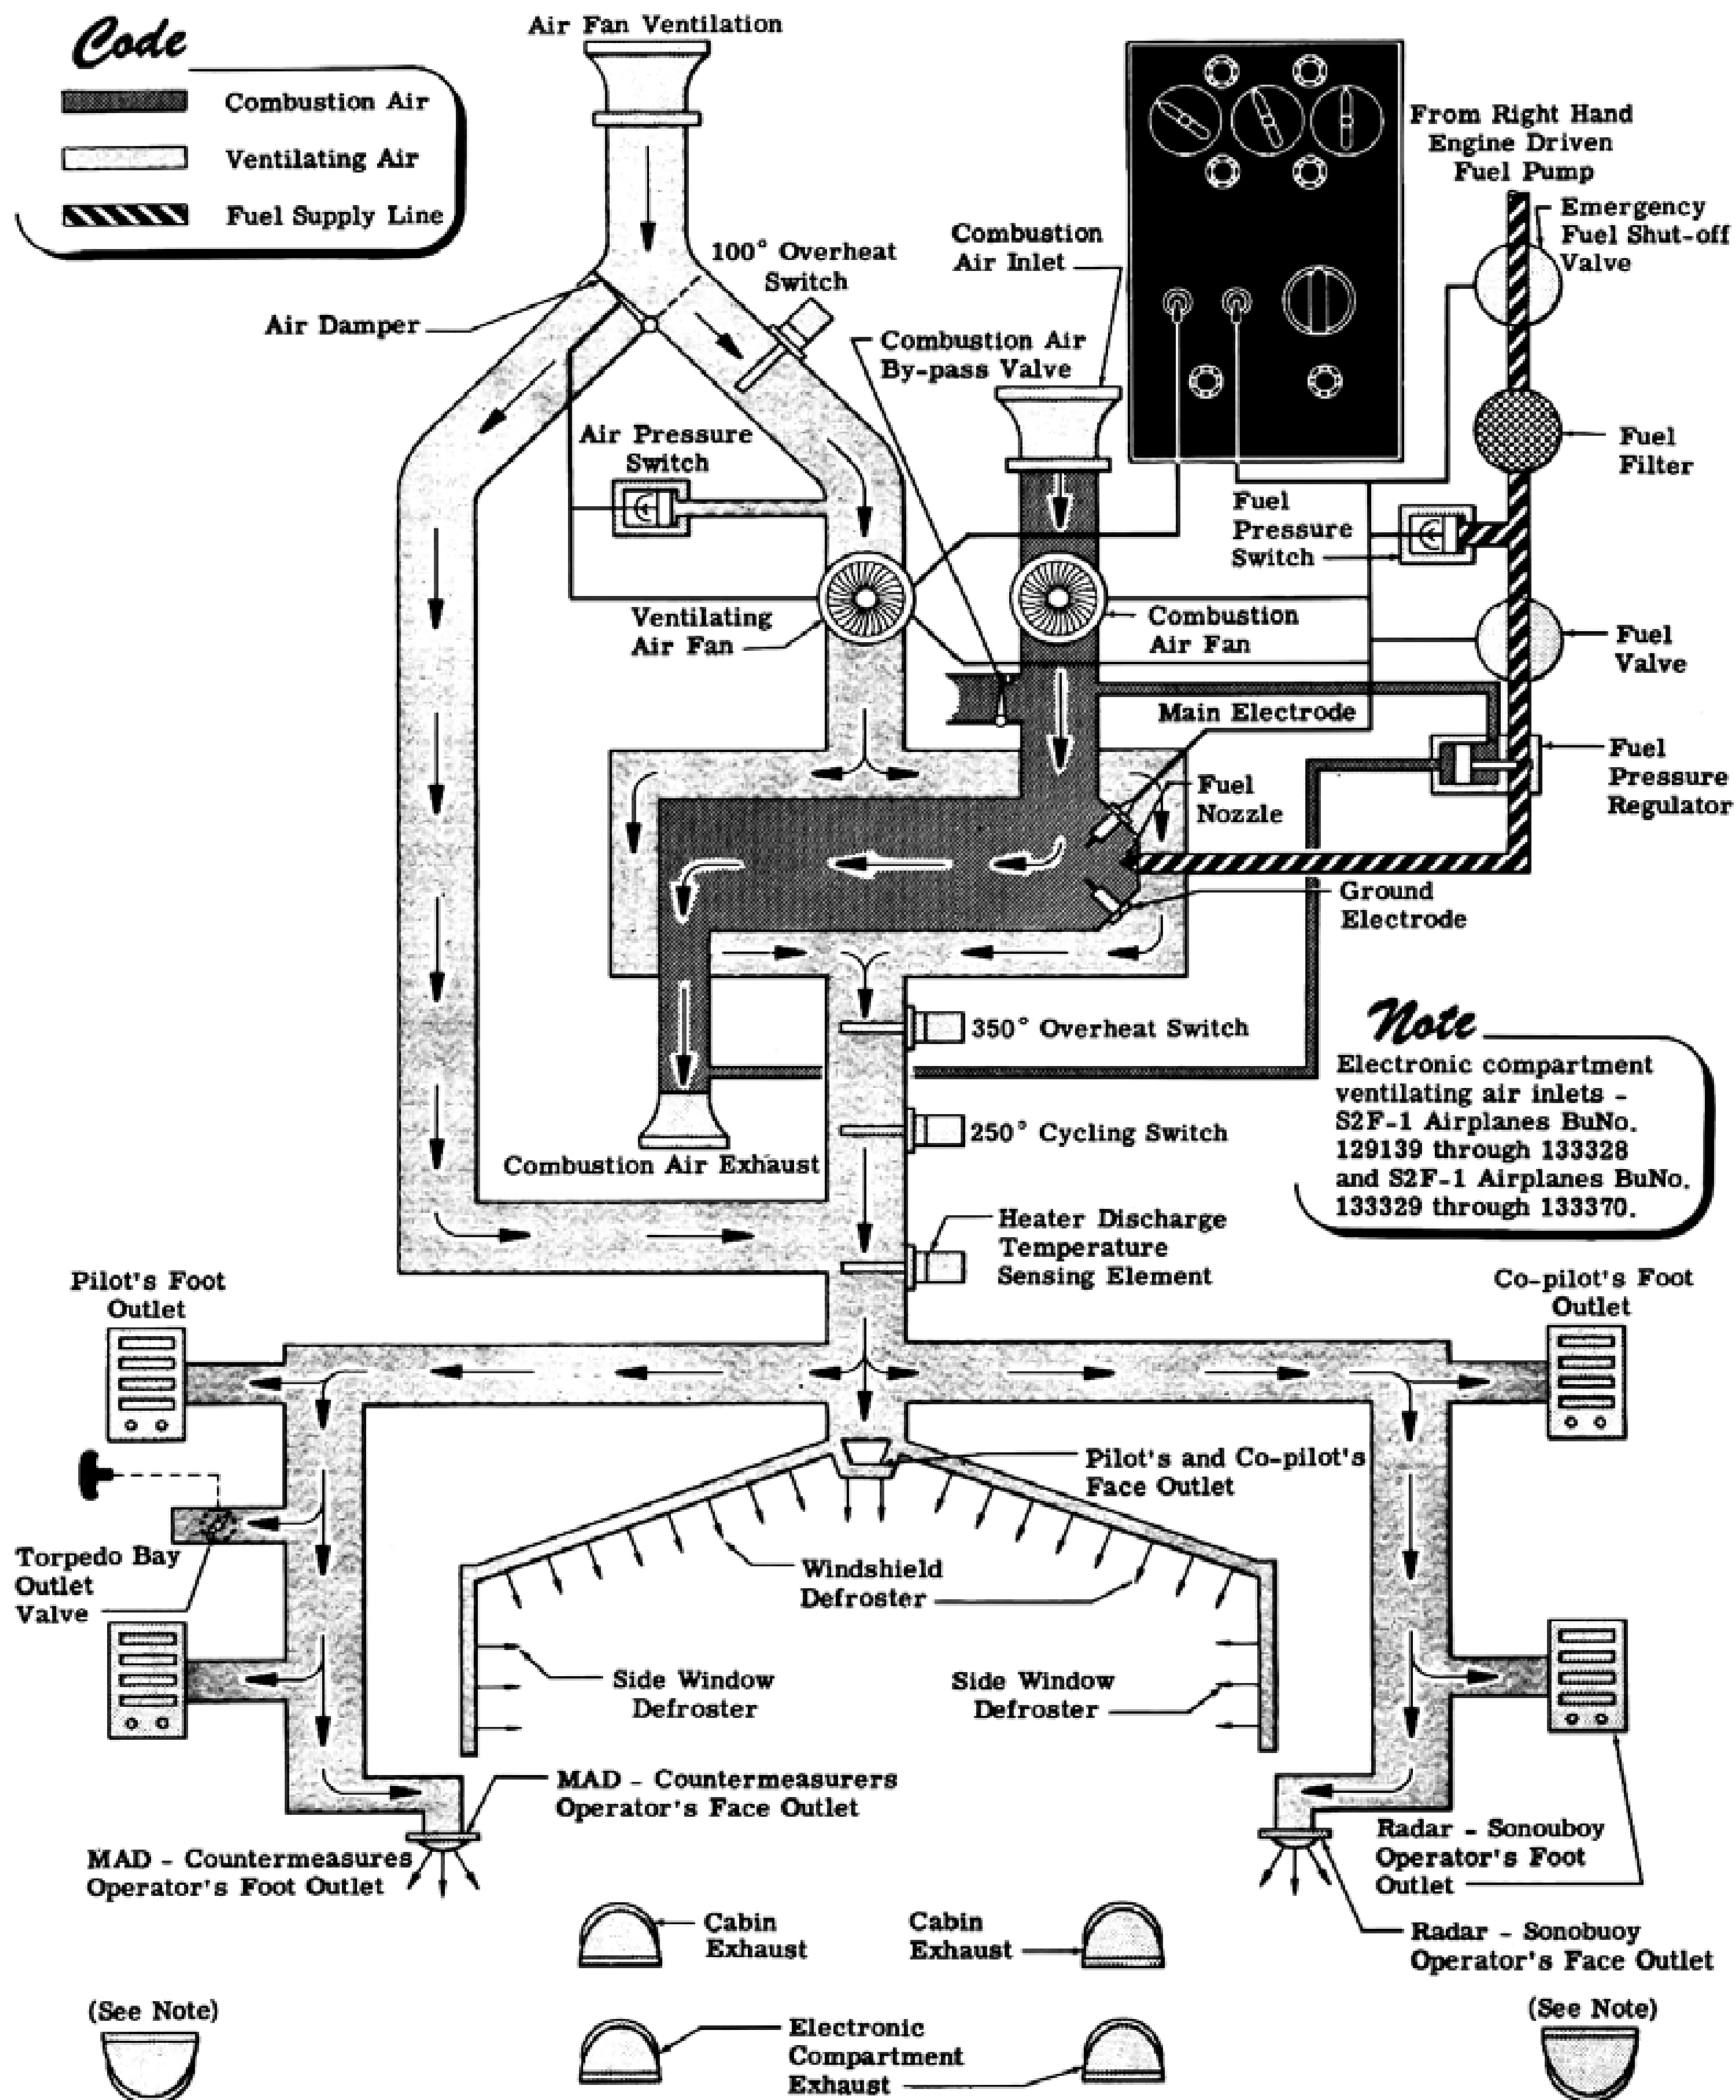 Code
Combustion Air
Ventilating Air
Fuel Supply Line
Air Fan Ventilation
From Right Hand
Engine Driven
Fuel Pump
Emergency
Fuel Shut-off
Valve
100° Overheat
Switch
Combustion
Air Inlet
Air Damper
Combustion Air
By-pass Valve
Air Pressure
Switch
Fuel
Filter
Fuel
Pressure
Switch
Ventilating
Air Fan
Combustion
Air Fan
Fuel
Valve
Main Electrode
Fuel
Pressure
Regulator
Fuel
Nozzle
Ground
Electrode
350° Overheat Switch
250° Cycling Switch
Combustion Air Exhaust
Note
Electronic compartment
ventilating air inlets -
S2F-1 Airplanes BuNo.
129139 through 133328
and S2F-1 Airplanes BuNo.
133329 through 133370.
Heater Discharge
Temperature
Sensing Element
Pilot's Foot
Outlet
Co-pilot's Foot
Outlet
Pilot's and Co-pilot's
Face Outlet
Torpedo Bay
Outlet
Valve
Windshield
Defroster
Side Window
Defroster
Side Window
Defroster
MAD - Countermeasurers
Operator's Face Outlet
MAD - Countermeasures
Operator's Foot Outlet
Radar - Sonouboy
Operator's Foot
Outlet
Cabin
Exhaust
Cabin
Exhaust
Radar - Sonobuoy
Operator's Face Outlet
(See Note)
Electronic
Compartment
Exhaust
(See Note)